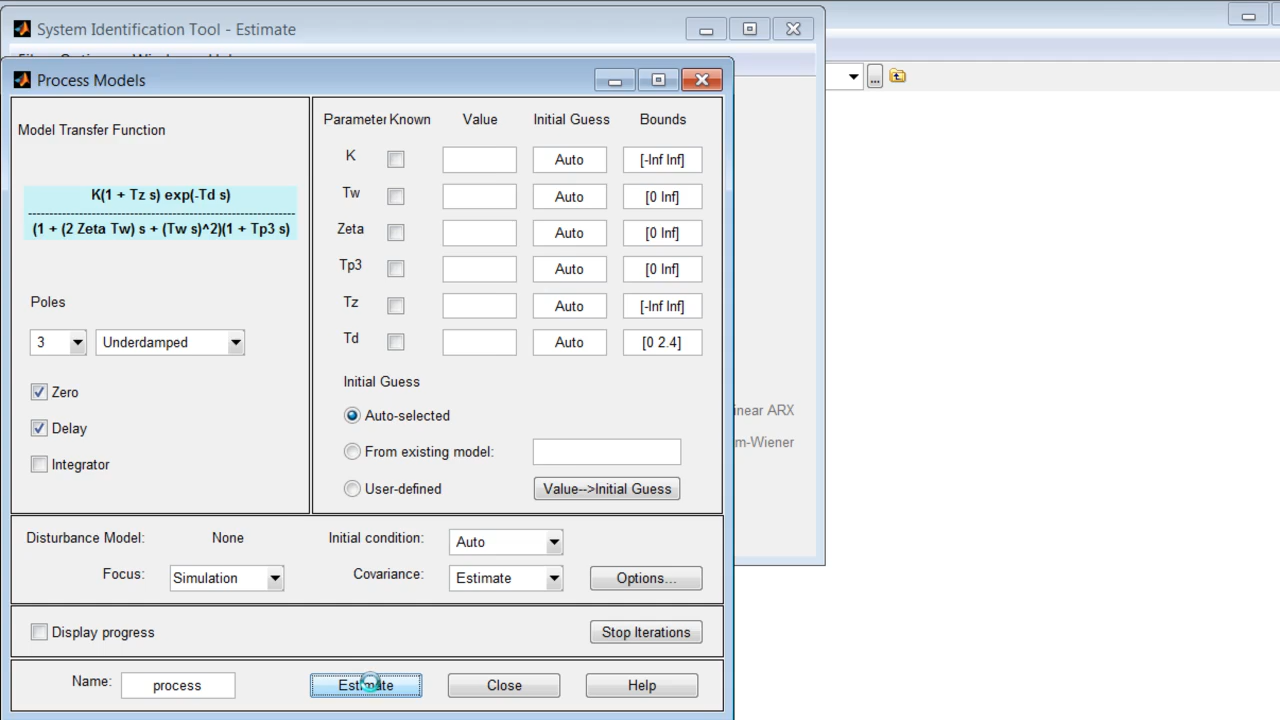 System Identification Tool - Estimate
Process Models
Model Transfer Function
K(1 + Tz s) exp(-Td s)
(1 + (2 Zeta Tw) s + (Tw s)^2)(1 + Tp3 s)
Poles
3 Underdamped
Zero
Delay
Integrator
Parameter Known Value Initial Guess Bounds
K Auto [-Inf Inf]
Tw Auto [0 Inf]
Zeta Auto [0 Inf]
Tp3 Auto [0 Inf]
Tz Auto [-Inf Inf]
Td Auto [0 2.4]
Initial Guess
Auto-selected
From existing model:
User-defined Value-->Initial Guess
inear ARX
m-Wiener
Disturbance Model: None Initial condition: Auto
Focus: Simulation Covariance: Estimate Options...
Display progress Stop Iterations
Name: process Estimate Close Help
...